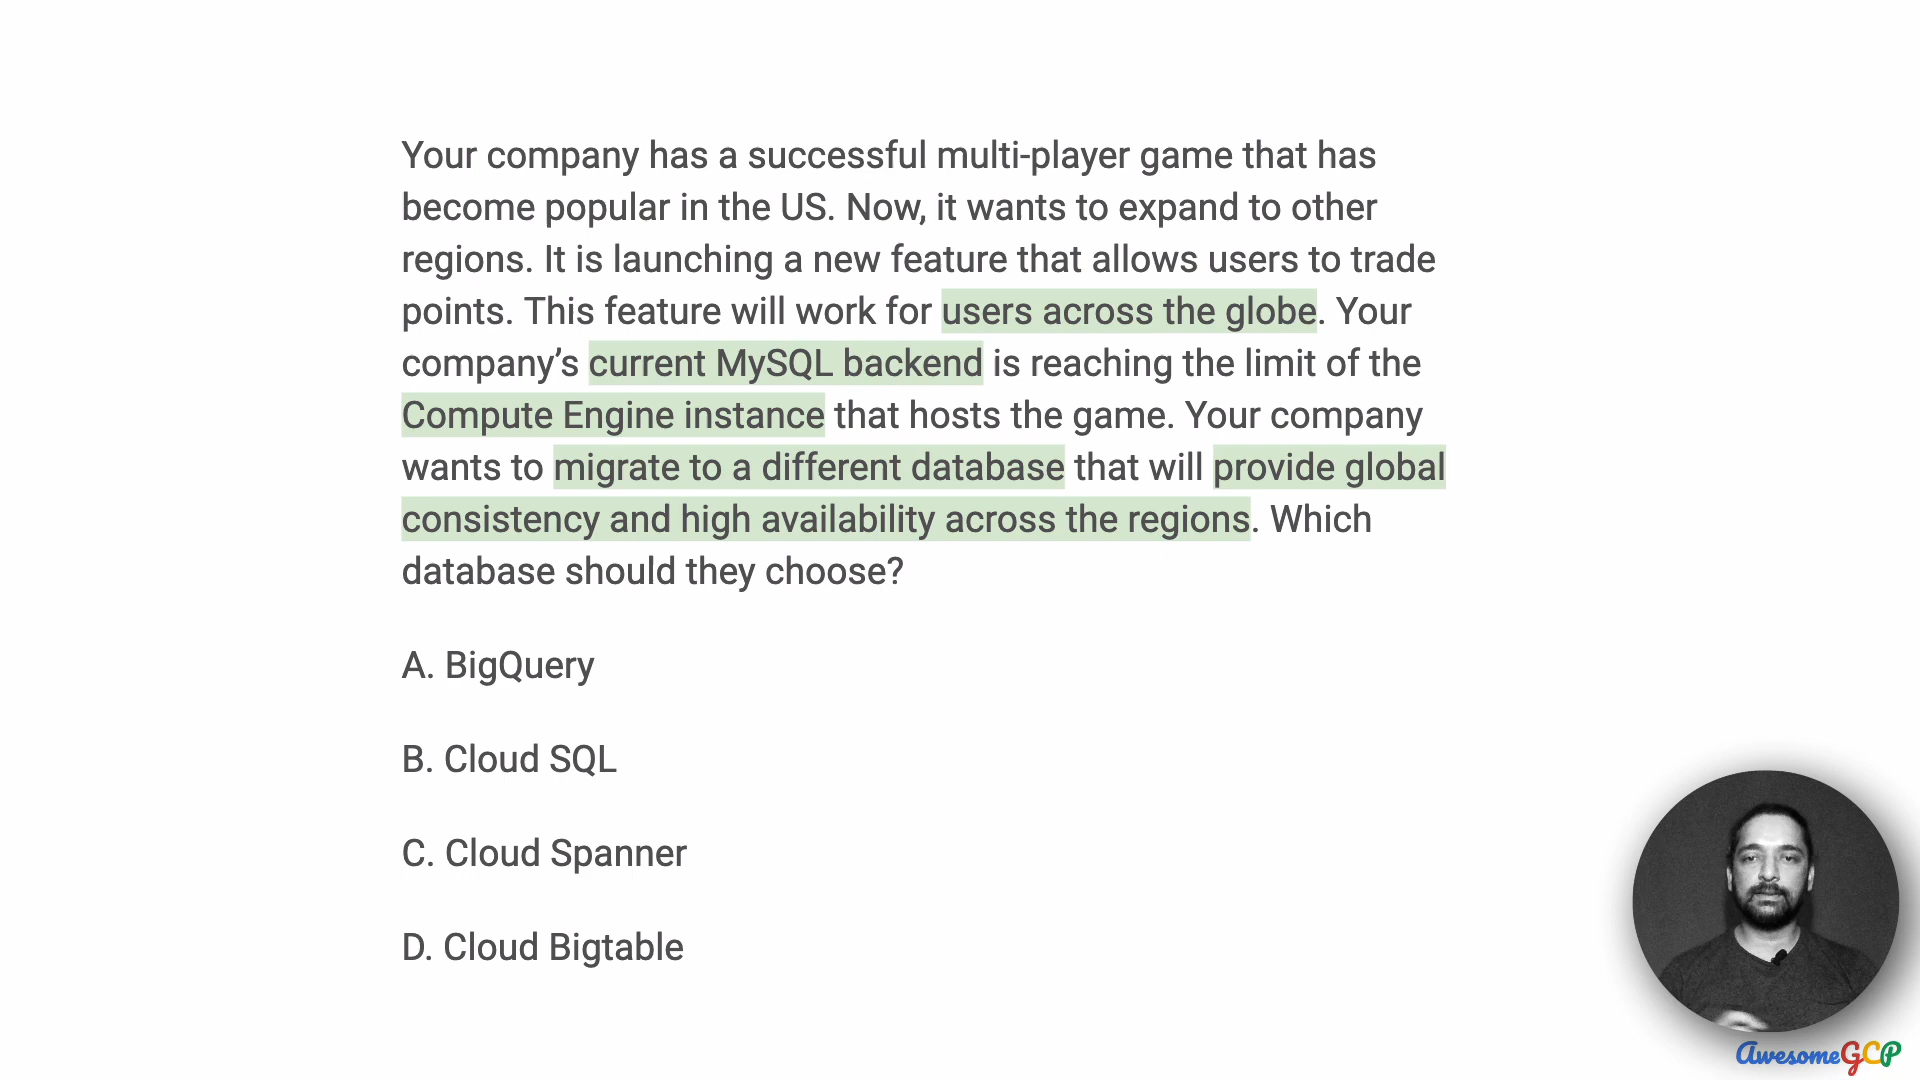 Your company has a successful multi-player game that has
become popular in the US. Now, it wants to expand to other
regions. It is launching a new feature that allows users to trade
points. This feature will work for users across the globe. Your
company’s current MySQL backend is reaching the limit of the
Compute Engine instance that hosts the game. Your company
wants to migrate to a different database that will provide global
consistency and high availability across the regions. Which
database should they choose?
A. BigQuery
B. Cloud SQL
C. Cloud Spanner
D. Cloud Bigtable
AwesomeGCP